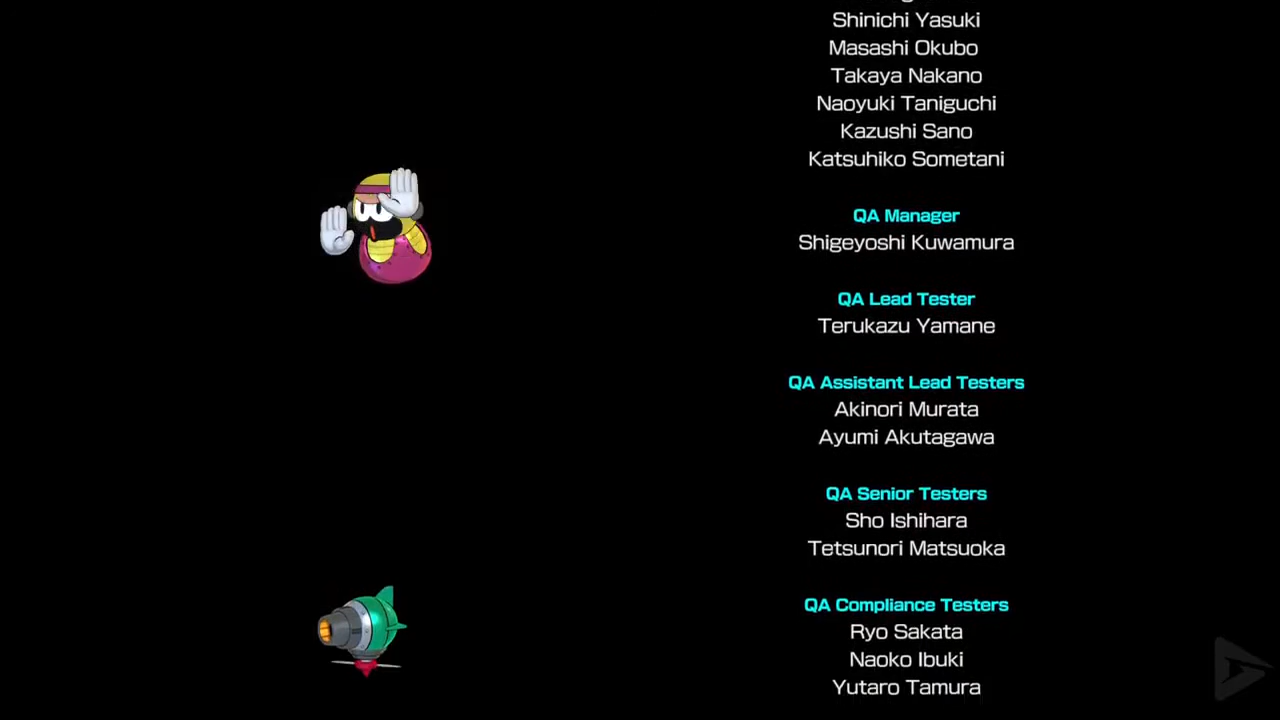 Shinichi Yasuki
Masashi Okubo
Takaya Nakano
Naoyuki Taniguchi
Kazushi Sano
Katsuhiko Sometani
QA Manager
Shigeyoshi Kuwamura
QA Lead Tester
Terukazu Yamane
QA Assistant Lead Testers
Akinori Murata
Ayumi Akutagawa
QA Senior Testers
Sho Ishihara
Tetsunori Matsuoka
QA Compliance Testers
Ryo Sakata
Naoko Ibuki
Yutaro Tamura